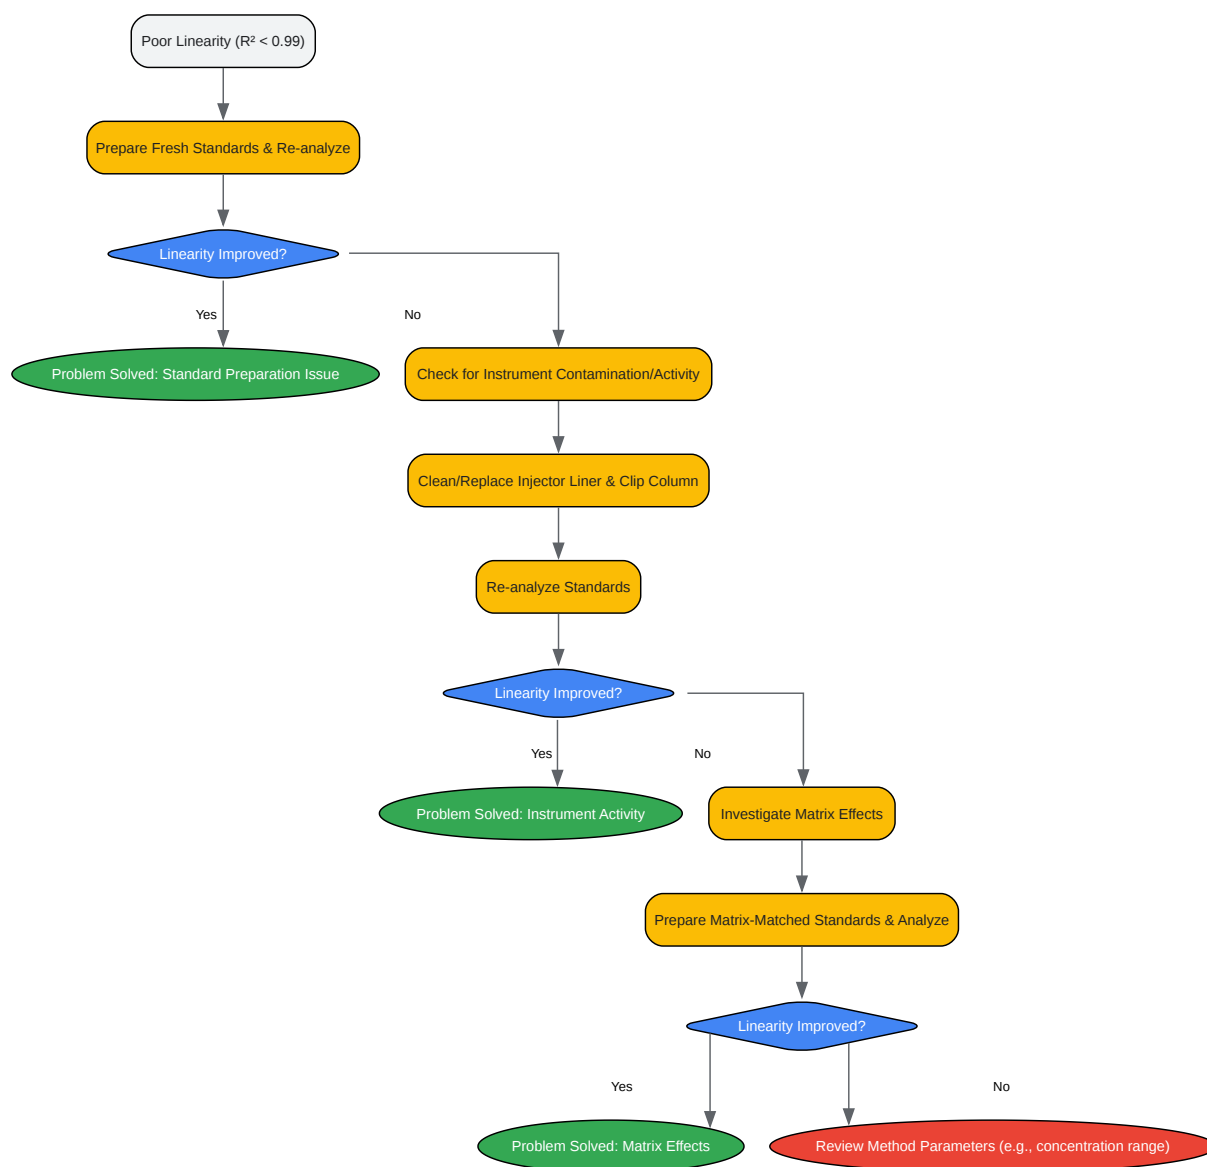 Poor Linearity (R² < 0.99)
Prepare Fresh Standards & Re-analyze
Linearity Improved?
Yes
No
Problem Solved: Standard Preparation Issue
Check for Instrument Contamination/Activity
Clean/Replace Injector Liner & Clip Column
Re-analyze Standards
Linearity Improved?
Yes
No
Problem Solved: Instrument Activity
Investigate Matrix Effects
Prepare Matrix-Matched Standards & Analyze
Linearity Improved?
Yes
No
Problem Solved: Matrix Effects
Review Method Parameters (e.g., concentration range)